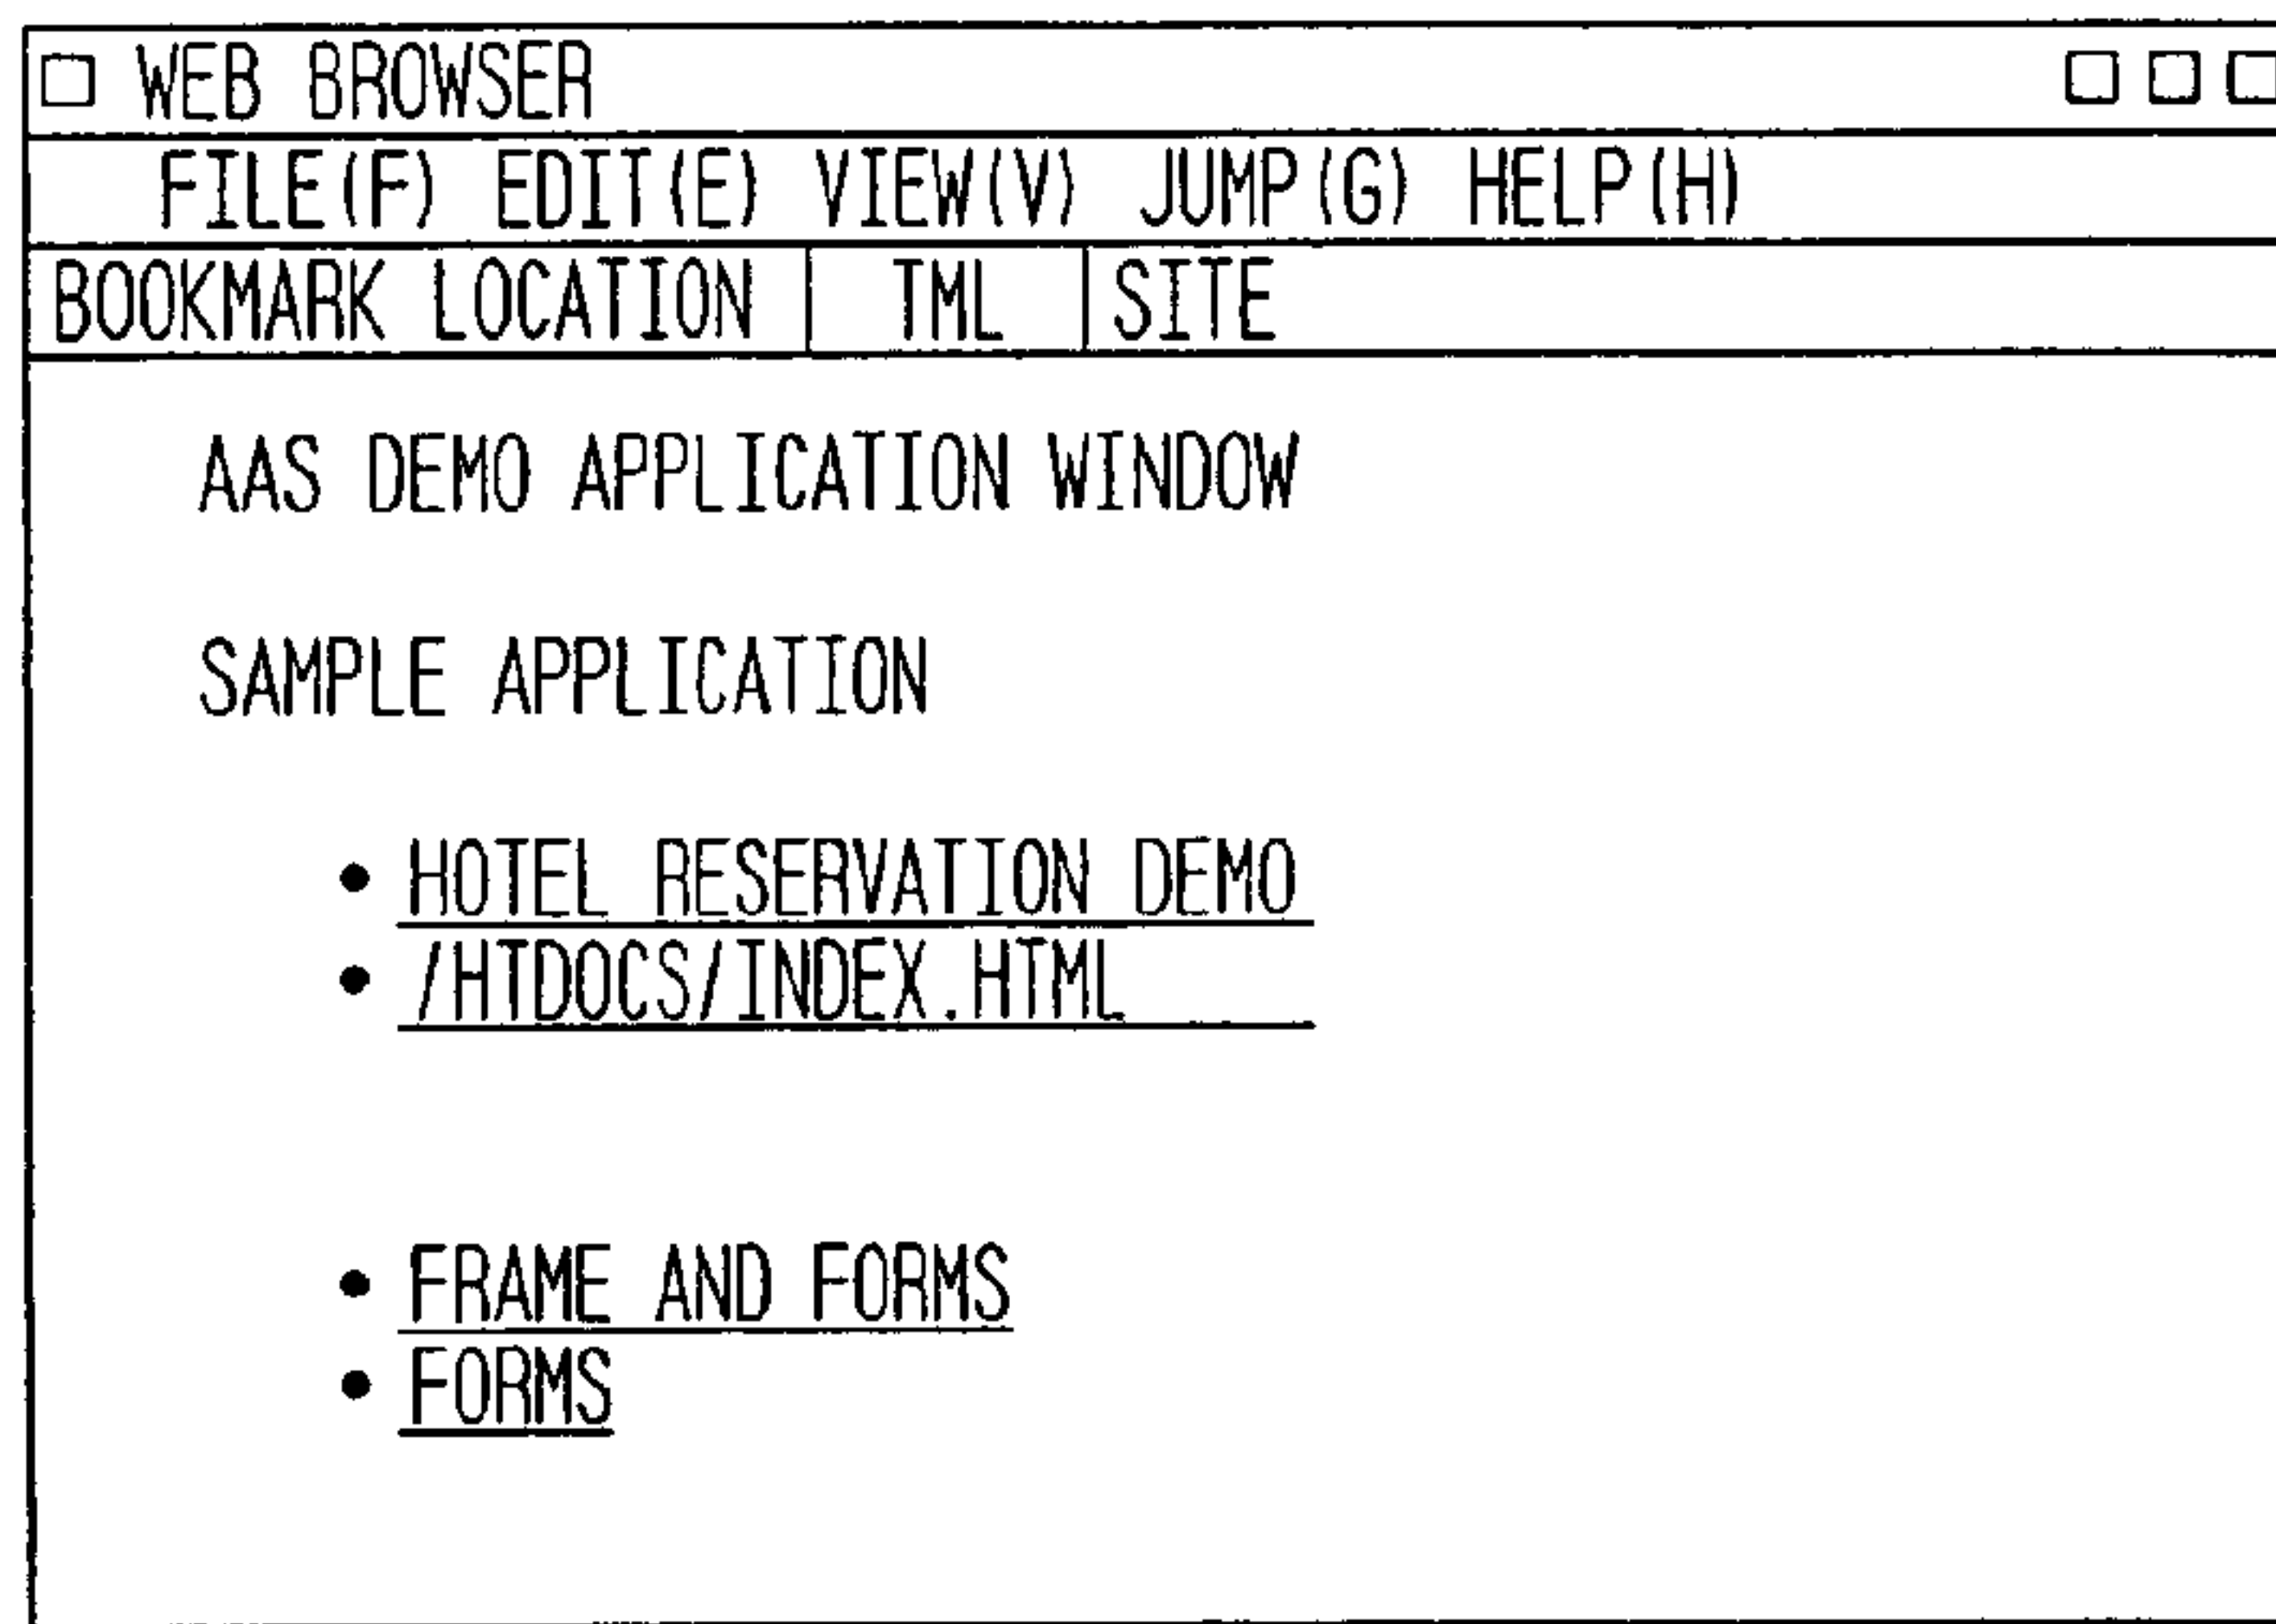 WEB BROWSER
FILE(F) EDIT(E) VIEW(V) JUMP(G) HELP(H)
BOOKMARK LOCATION TML SITE
AAS DEMO APPLICATION WINDOW
SAMPLE APPLICATION
• HOTEL RESERVATION DEMO
• /HTDOCS/INDEX.HTML
• FRAME AND FORMS
• FORMS